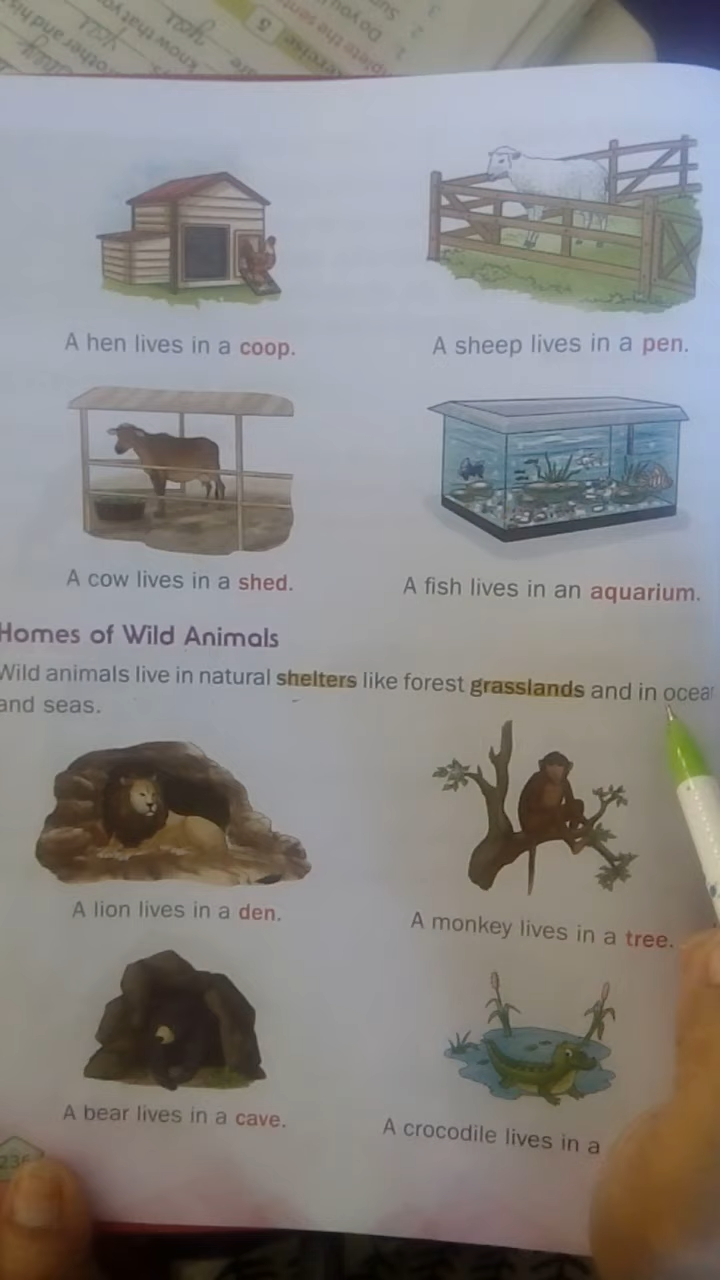 A hen lives in a coop.
A sheep lives in a pen.
A cow lives in a shed.
A fish lives in an aquarium.
Homes of Wild Animals
Wild animals live in natural shelters like forest grasslands and in
and seas.
A lion lives in a den.
A monkey lives in a tree.
A bear lives in a cave.
A crocodile lives in a
236